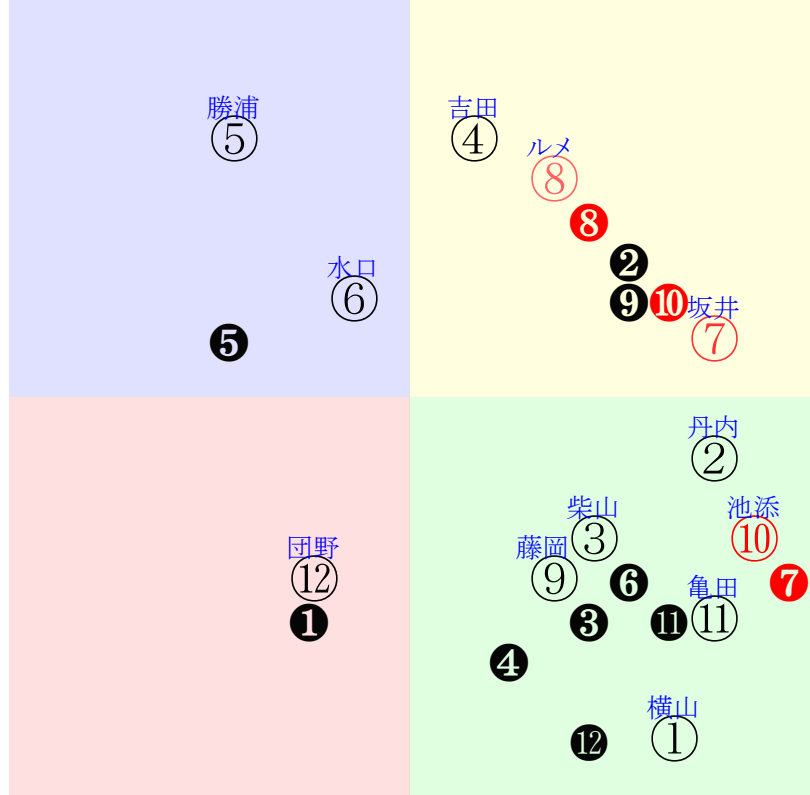 勝浦
⑤
吉田
④
ルメ
⑧
❽
❷
水口
⑥
❾
❿
坂井
⑦
❺
丹内
②
柴山
③
池添
⑩
団野
⑫
藤岡
⑨
❻
亀田
⑪
❼
❶
❸
⓫
❹
横山
①
⓬